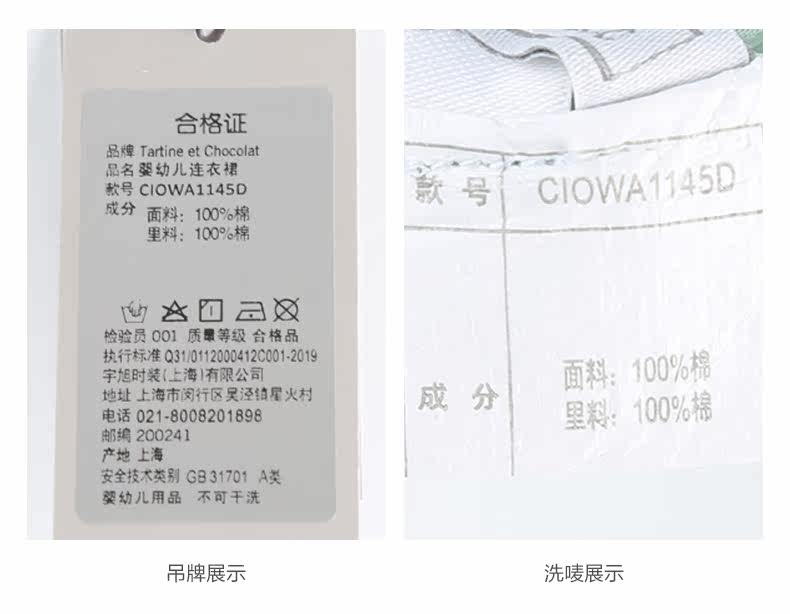 合格证
品牌 Tartine et Chocolat
品名 婴幼儿连衣裙
款号 CIOWA1145D
成分 面料：100%棉
里料：100%棉
检验员 001 质量等级 合格品
执行标准 Q31/0112000412C001-2019
宇旭时装(上海)有限公司
地址 上海市闵行区吴泾镇星火村
电话 021-8008201898
邮编 200241
产地 上海
安全技术类别 GB 31701 A类
婴幼儿用品 不可干洗
款号 CIOWA1145D
成分 面料：100%棉
里料：100%棉
吊牌展示
洗唛展示